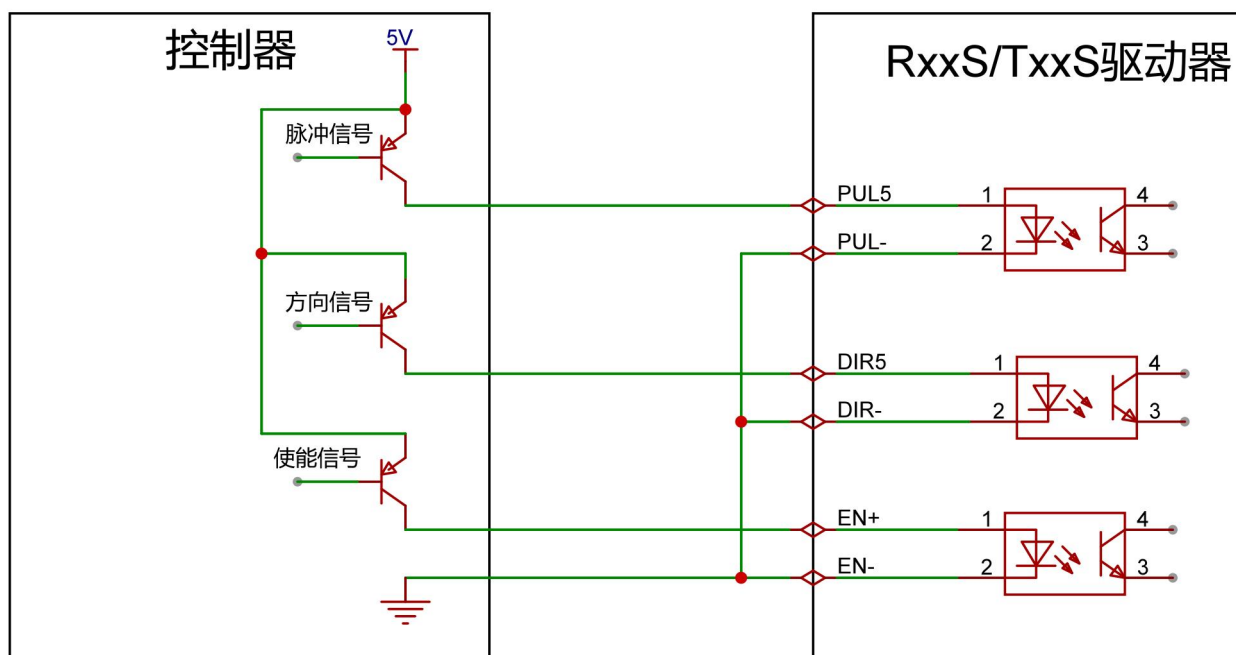 控制器
5V
RxxS/TxxS驱动器
脉冲信号
PUL5
1
4
PUL-
2
3
方向信号
DIR5
1
4
DIR-
2
3
使能信号
EN+
1
4
EN-
2
3